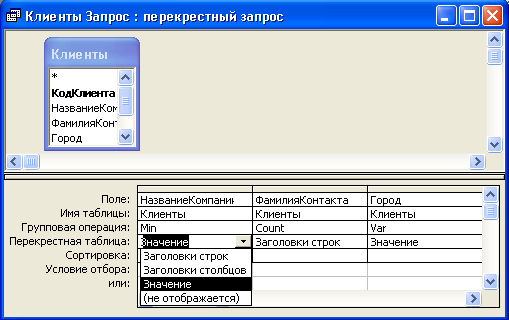 Клиенты Запрос : перекрестный запрос
Клиенты
*
КодКлиента
НазваниеКом
ФамилияКонта
Город
Поле: НазваниеКомпании ФамилияКонтакта Город
Имя таблицы: Клиенты Клиенты Клиенты
Групповая операция: Min Count Var
Перекрестная таблица: Значение Заголовки строк Значение
Сортировка: Заголовки строк
Условие отбора: Заголовки столбцов
или: Значение
(не отображается)